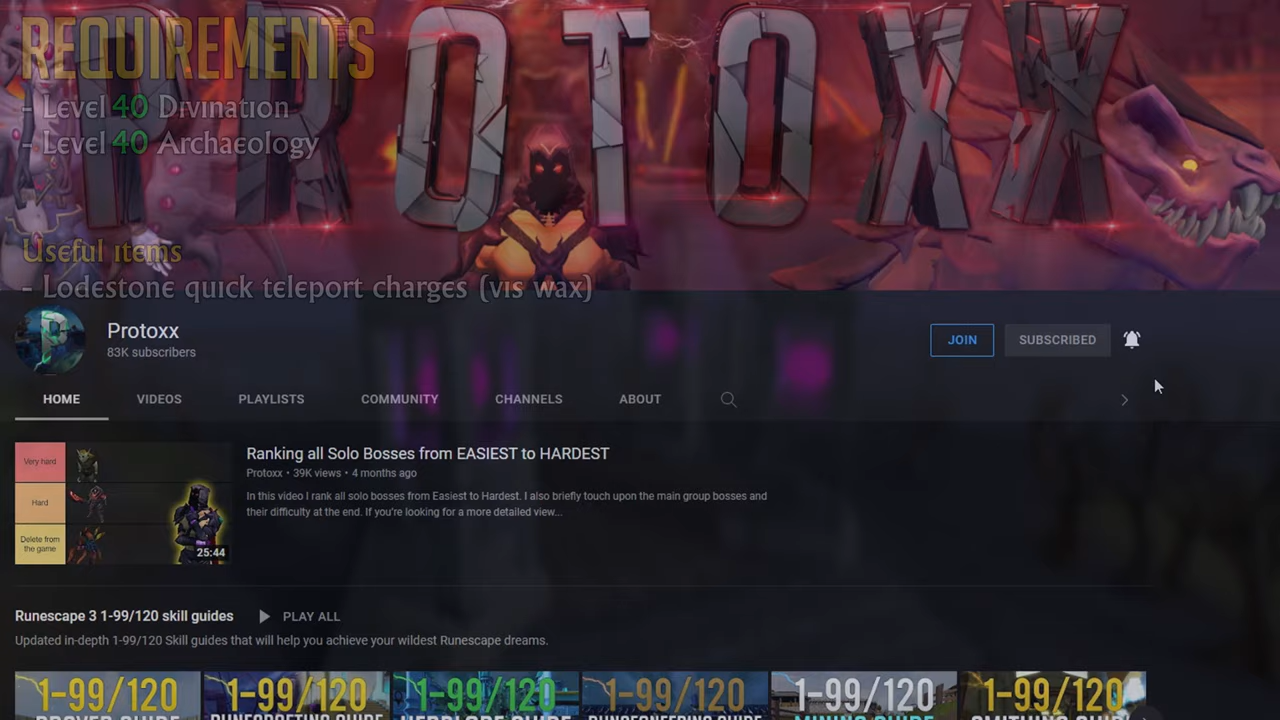 REQUIREMENTS
- Level 40 Divination
- Level 40 Archaeology
PROTOXX
Useful items
- Lodestone quick teleport charges (vis wax)
Protoxx
83K subscribers
JOIN
SUBSCRIBED
HOME VIDEOS PLAYLISTS COMMUNITY CHANNELS ABOUT
Very hard
Hard
Delete from
the game
25:44
Ranking all Solo Bosses from EASIEST to HARDEST
Protoxx • 39K views • 4 months ago
In this video I rank all solo bosses from Easiest to Hardest. I also briefly touch upon the main group bosses and
their difficulty at the end. If you're looking for a more detailed view...
Runescape 3 1-99/120 skill guides
PLAY ALL
Updated in-depth 1-99/120 Skill guides that will help you achieve your wildest Runescape dreams.
1-99/120 1-99/120 1-99/120 1-99/120 1-99/120 1-99/120